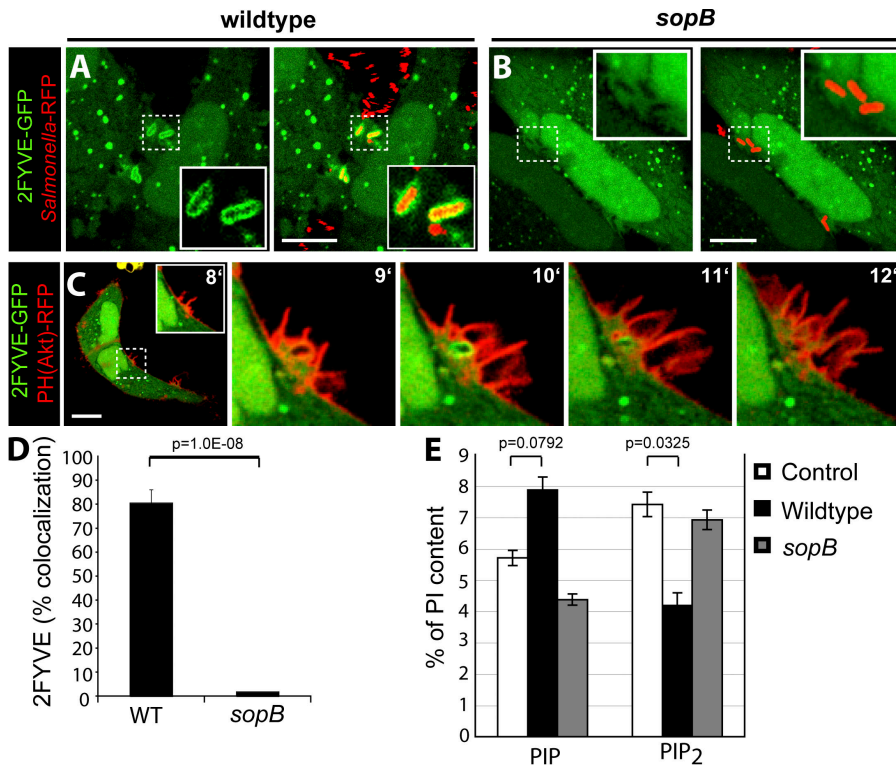 wildtype
sopB
2FYVE-GFP
Salmonella-RFP
A
B
2FYVE-GFP
PH(Akt)-RFP
C
8‘
9‘
10‘
11‘
12‘
D
2FYVE (% colocalization)
100
90
80
70
60
50
40
30
20
10
0
p=1.0E-08
WT
sopB
E
% of PI content
9
8
7
6
5
4
3
2
1
0
p=0.0792
p=0.0325
PIP
PIP2
Control
Wildtype
sopB